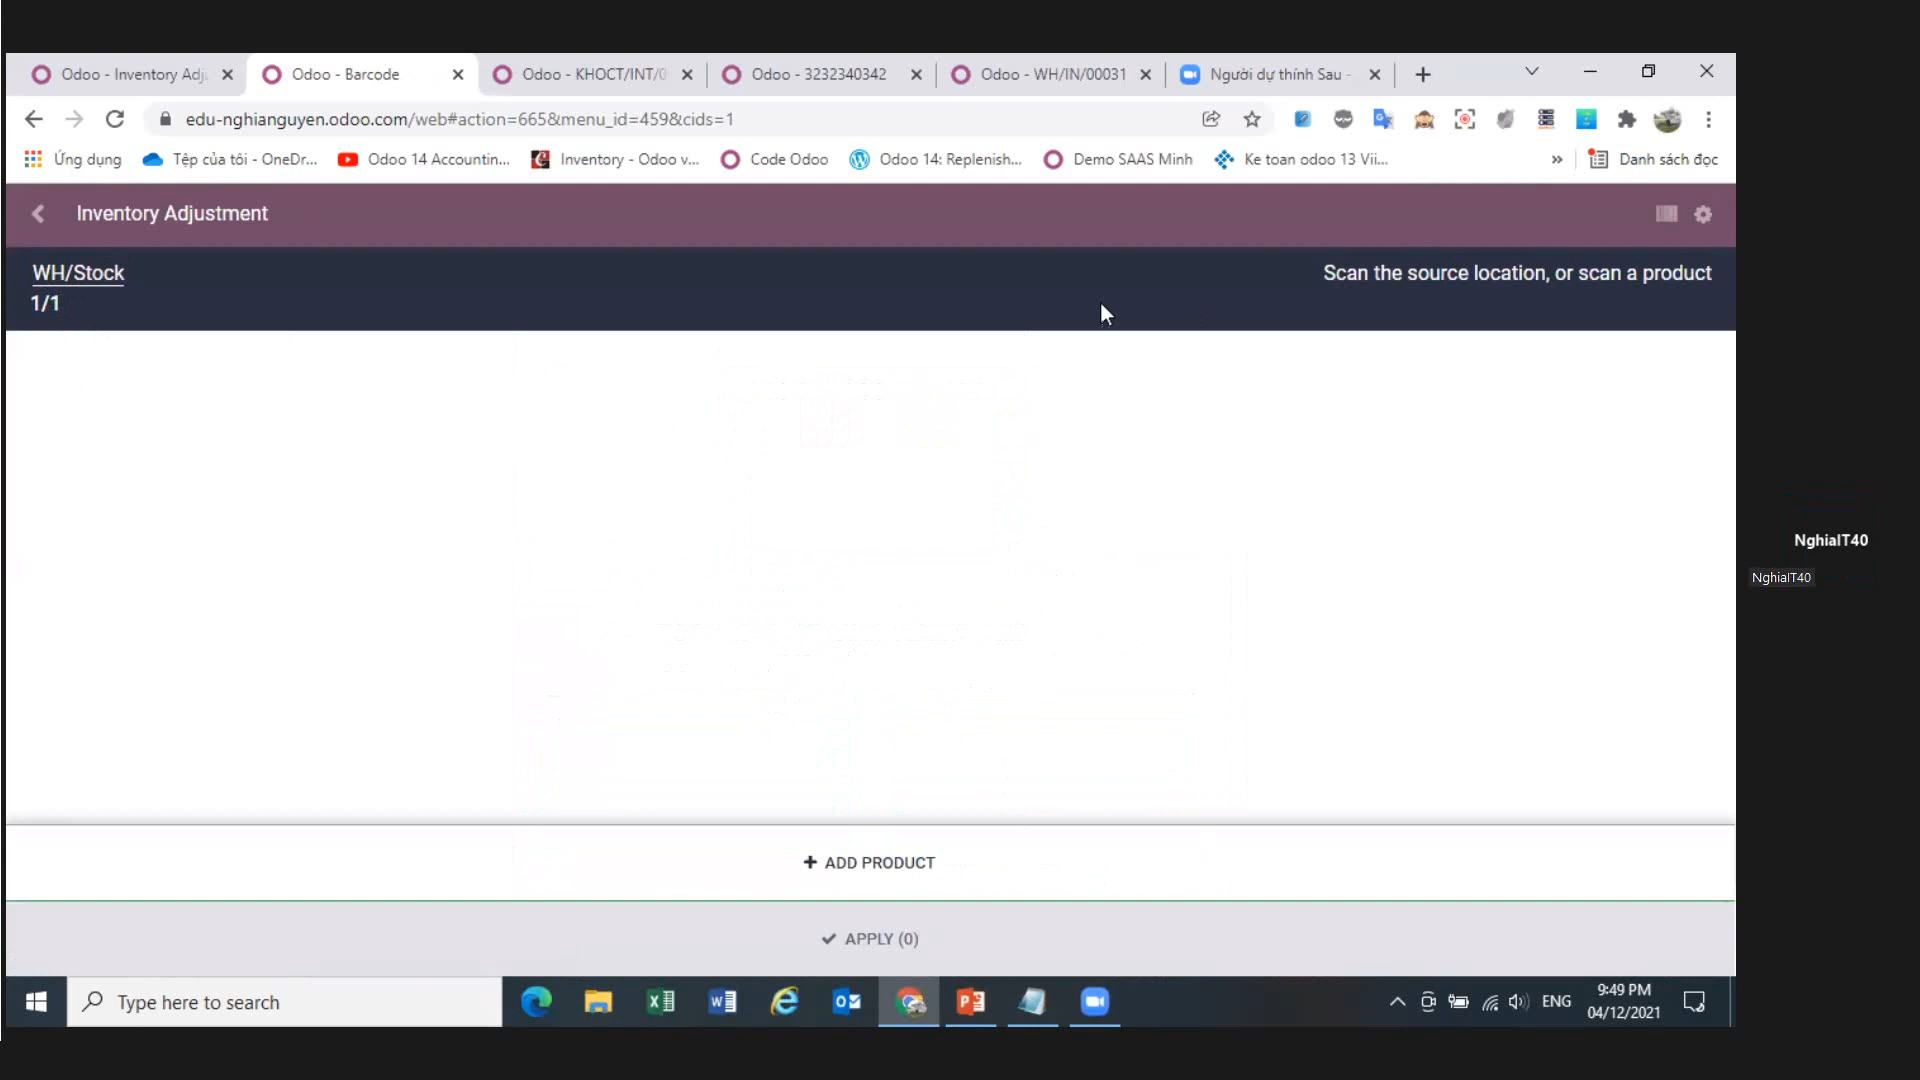 Odoo - Inventory Adj
Odoo - Barcode
Odoo - KHOCT/INT/0
Odoo - 3232340342
Odoo - WH/IN/00031
Người dự thính Sau -
edu-nghianguyen.odoo.com/web#action=665&menu_id=459&cids=1
Ứng dụng
Tệp của tôi - OneDr...
Odoo 14 Accountin...
Inventory - Odoo v...
Code Odoo
Odoo 14: Replenish...
Demo SAAS Minh
Ke toan odoo 13 Vii...
»
Danh sách đọc
Inventory Adjustment
WH/Stock
Scan the source location, or scan a product
1/1
NghiaIT40
NghiaIT40
+ ADD PRODUCT
APPLY (0)
Type here to search
ENG
9:49 PM
04/12/2021